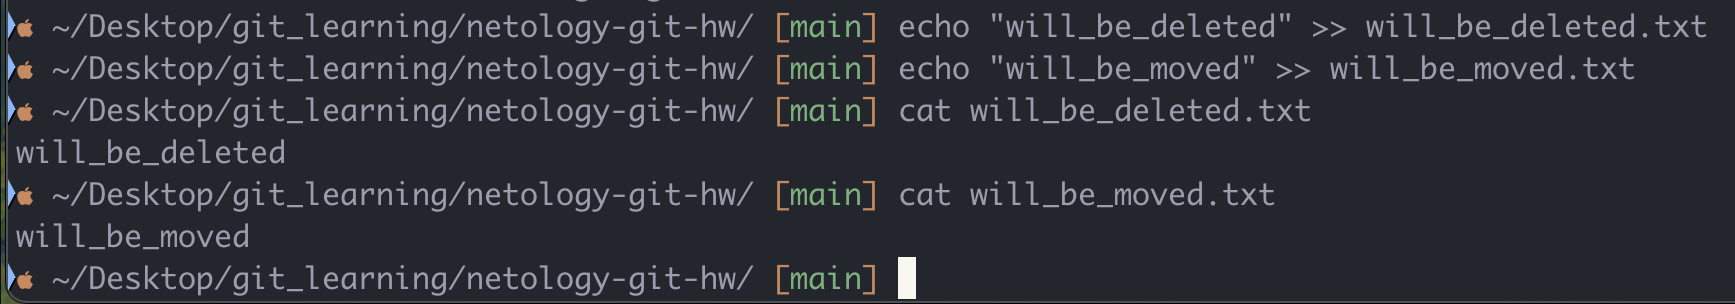 ~/Desktop/git_learning/netology-git-hw/ [main] echo "will_be_deleted" >> will_be_deleted.txt
~/Desktop/git_learning/netology-git-hw/ [main] echo "will_be_moved" >> will_be_moved.txt
~/Desktop/git_learning/netology-git-hw/ [main] cat will_be_deleted.txt
will_be_deleted
~/Desktop/git_learning/netology-git-hw/ [main] cat will_be_moved.txt
will_be_moved
~/Desktop/git_learning/netology-git-hw/ [main]